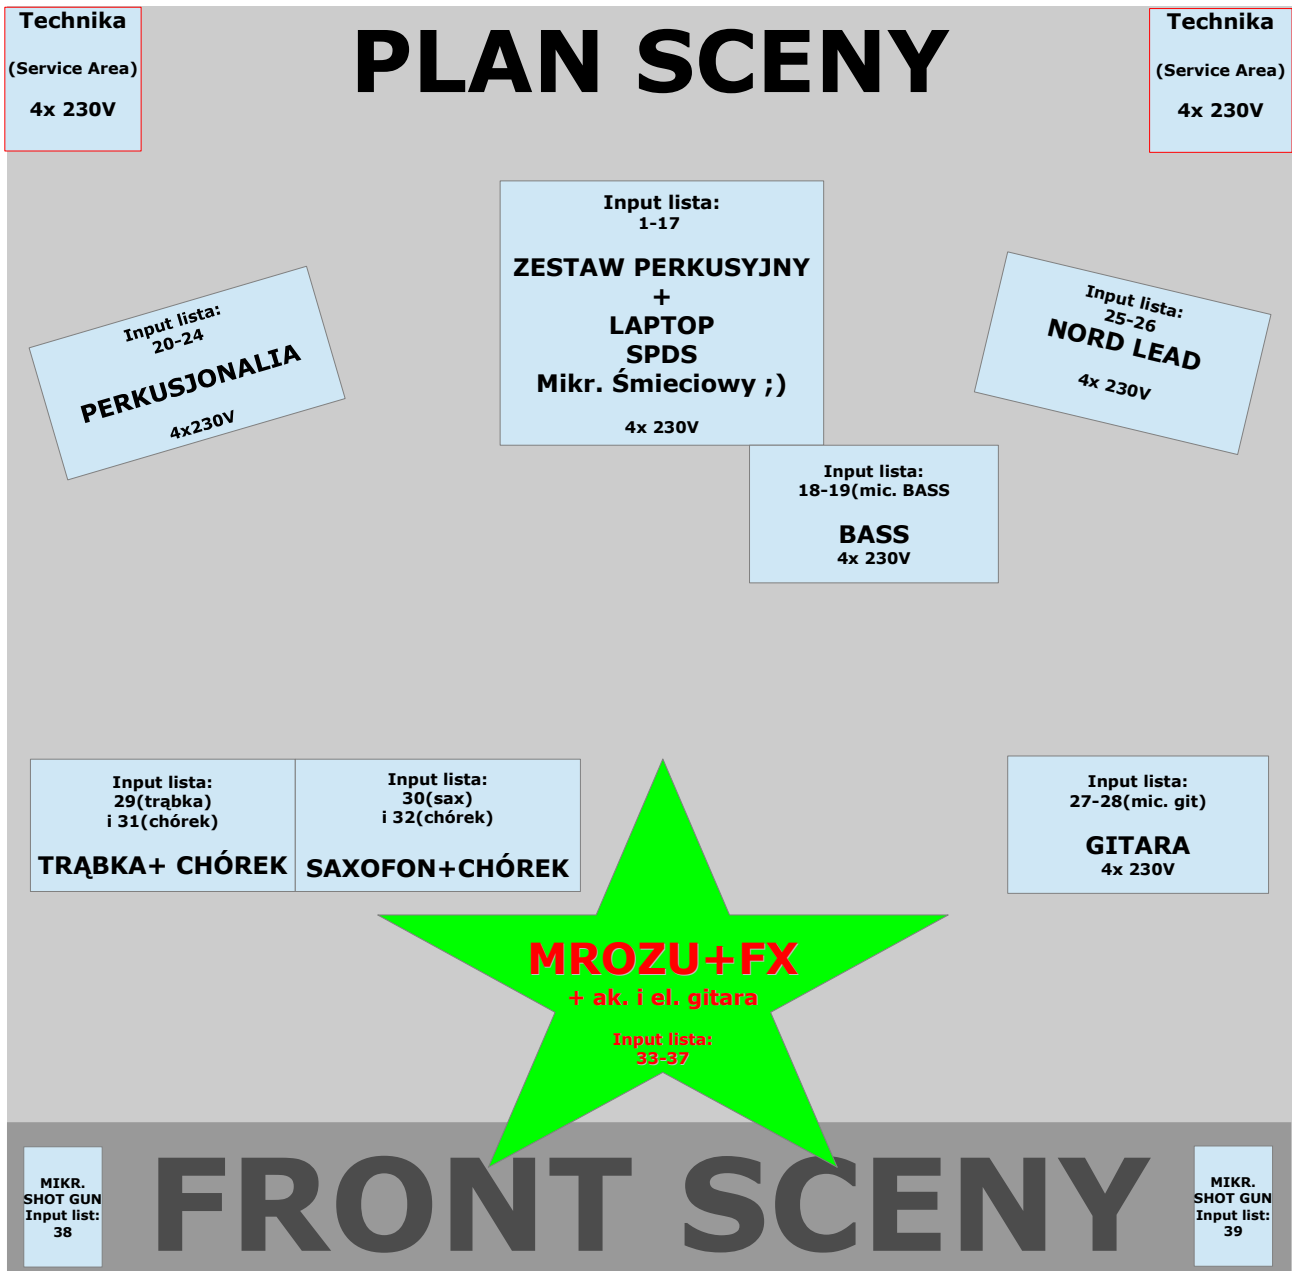 Technika
(Service Area)
4x 230V
PLAN SCENY
Technika
(Service Area)
4x 230V
Input lista:
1-17
ZESTAW PERKUSYJNY
+
LAPTOP
SPDS
Mikr. Śmieciowy ;)
4x 230V
Input lista:
20-24
PERKUSJONALIA
4x230V
Input lista:
25-26
NORD LEAD
4x 230V
Input lista:
18-19(mic. BASS
BASS
4x 230V
Input lista:
29(trąbka)
i 31(chórek)
TRĄBKA+ CHÓREK
Input lista:
30(sax)
i 32(chórek)
SAXOFON+CHÓREK
Input lista:
27-28(mic. git)
GITARA
4x 230V
MROZU+FX
+ ak. i el. gitara
Input lista:
33-37
MIKR.
SHOT GUN
Input list:
38
FRONT SCENY
MIKR.
SHOT GUN
Input list:
39